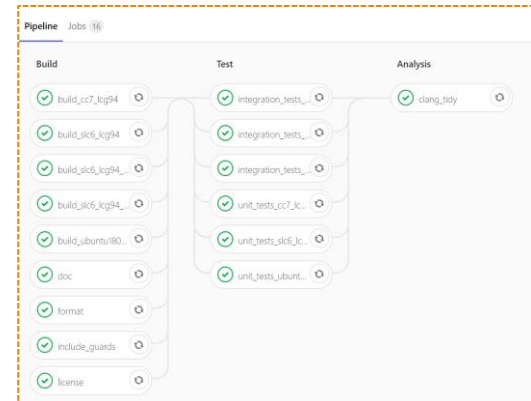 Pipeline Jobs 16
Build Test Analysis
build_cc7_lcg94 integration_tests_... clang_tidy
build_slc6_lcg94 integration_tests_...
build_slc6_lcg94_... integration_tests_...
build_slc6_lcg94_... unit_tests_cc7_lc...
build_ubuntu180... unit_tests_slc6_lc...
doc unit_tests_ubunt...
format
include_guards
license